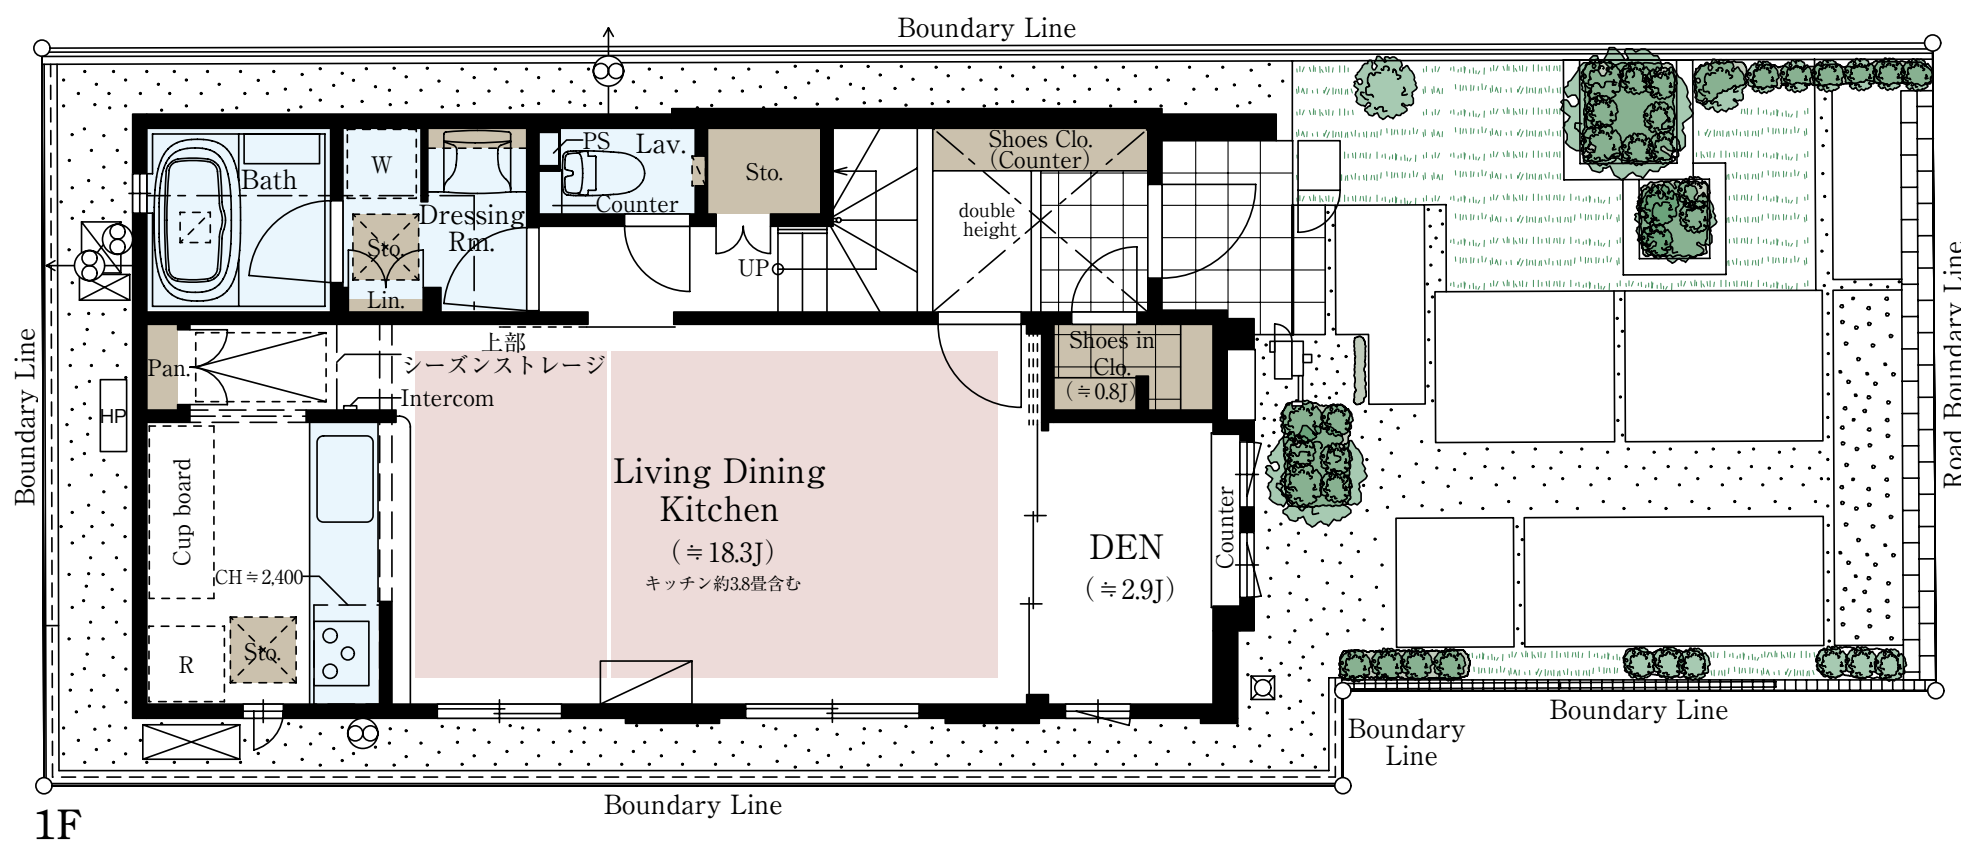 Boundary Line
PS
Lav.
Shoes Clo.
(Counter)
W
Bath
Sto.
Counter
Dressing
Rm.
Sto.
double
height
UP
Lin.
Boundary Line
Road Boundary Line
上部
シーズンストレージ
Pan.
Intercom
HP
Shoes in
Clo.
(≒0.8J)
Cup board
Living Dining
Kitchen
(≒18.3J)
キッチン約3.8畳含む
CH≒2,400
DEN
(≒2.9J)
Counter
R
Sto.
Boundary Line
Boundary
Line
Boundary Line
1F